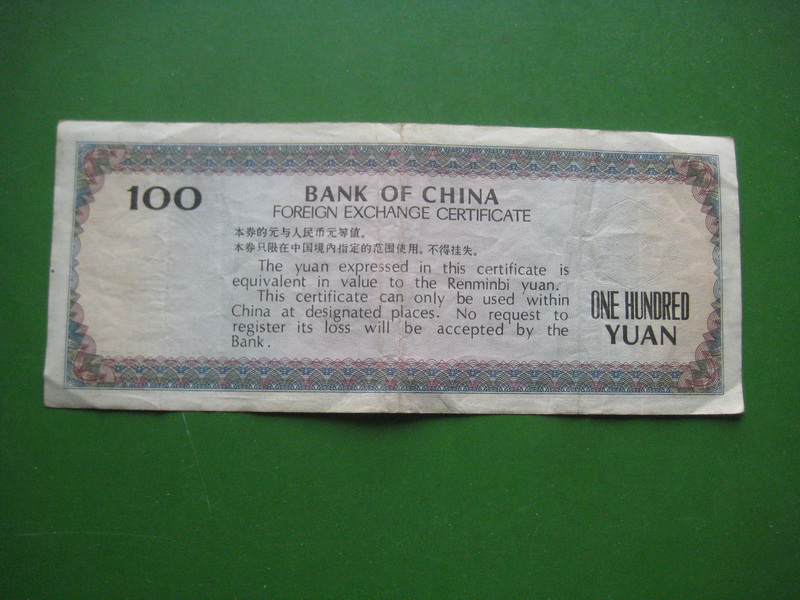 100
BANK OF CHINA
FOREIGN EXCHANGE CERTIFICATE
本券的元与人民币元等值。
本券只限在中国境内指定的范围使用，不得挂失。
The yuan expressed in this certificate is
equivalent in value to the Renminbi yuan.
This certificate can only be used within
China at designated places. No request to
register its loss will be accepted by the
Bank.
ONE HUNDRED
YUAN